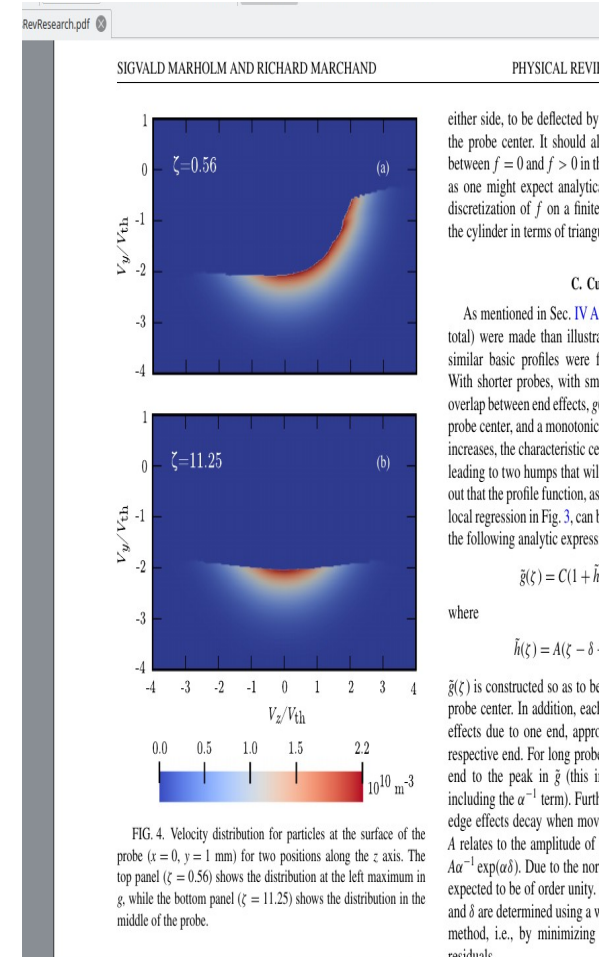 RevResearch.pdf
SIGVALD MARHOLM AND RICHARD MARCHAND
PHYSICAL REVIE
1
0
-1
-2
-3
-4
Vy/Vth
ζ=0.56
(a)
1
0
-1
-2
-3
-4
Vy/Vth
ζ=11.25
(b)
-4 -3 -2 -1 0 1 2 3 4
Vz/Vth
0.0 0.5 1.0 1.5 2.2
10^10 m^-3
FIG. 4. Velocity distribution for particles at the surface of the
probe (x = 0, y = 1 mm) for two positions along the z axis. The
top panel (ζ = 0.56) shows the distribution at the left maximum in
g, while the bottom panel (ζ = 11.25) shows the distribution in the
middle of the probe.
either side, to be deflected by
the probe center. It should al
between f = 0 and f > 0 in th
as one might expect analytica
discretization of f on a finite
the cylinder in terms of triangu
C. Cu
As mentioned in Sec. IV A
total) were made than illustra
similar basic profiles were f
With shorter probes, with sm
overlap between end effects, g
probe center, and a monotonic
increases, the characteristic ce
leading to two humps that wil
out that the profile function, as
local regression in Fig. 3, can b
the following analytic express
g̃(ζ) = C(1 + h̃
where
h̃(ζ) = A(ζ − δ
g̃(ζ) is constructed so as to be
probe center. In addition, each
effects due to one end, appro
respective end. For long probe
end to the peak in g̃ (this i
including the α⁻¹ term). Furth
edge effects decay when mov
A relates to the amplitude of
Aα⁻¹ exp(αδ). Due to the nor
expected to be of order unity.
and δ are determined using a w
method, i.e., by minimizing
residuals